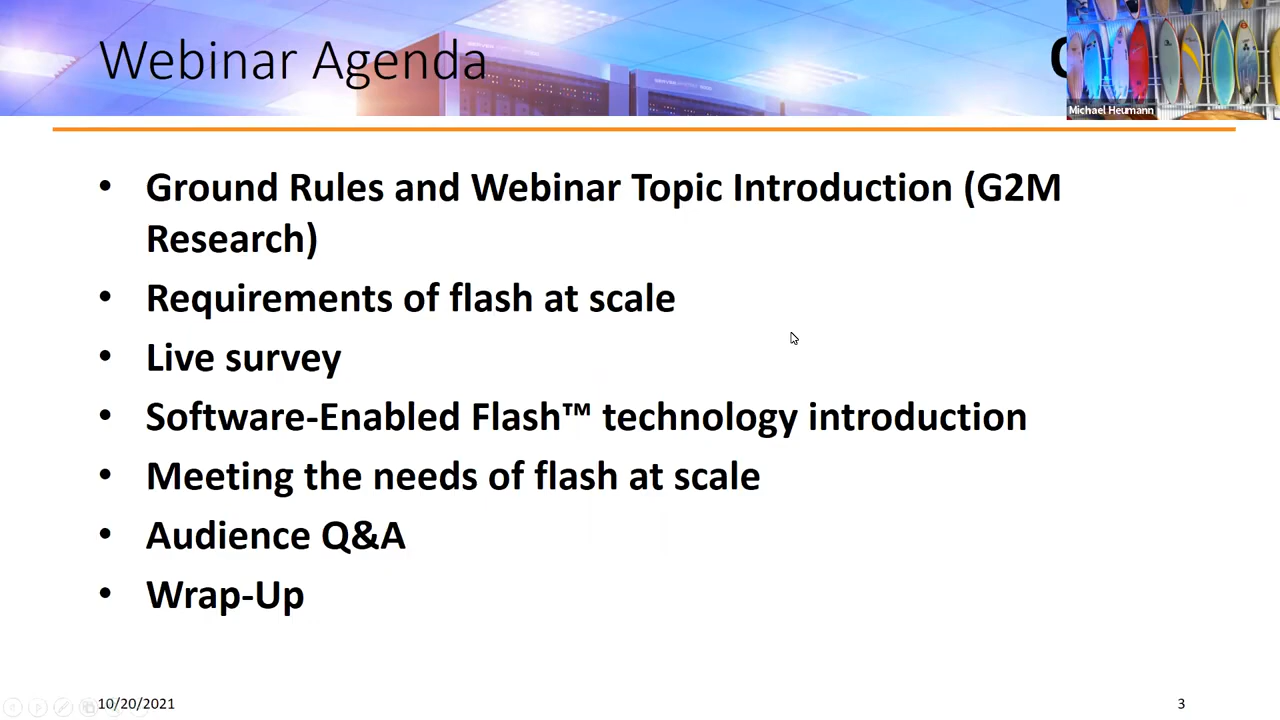 Webinar Agenda
Michael Heumann
• Ground Rules and Webinar Topic Introduction (G2M
Research)
• Requirements of flash at scale
• Live survey
• Software-Enabled Flash™ technology introduction
• Meeting the needs of flash at scale
• Audience Q&A
• Wrap-Up
10/20/2021
3